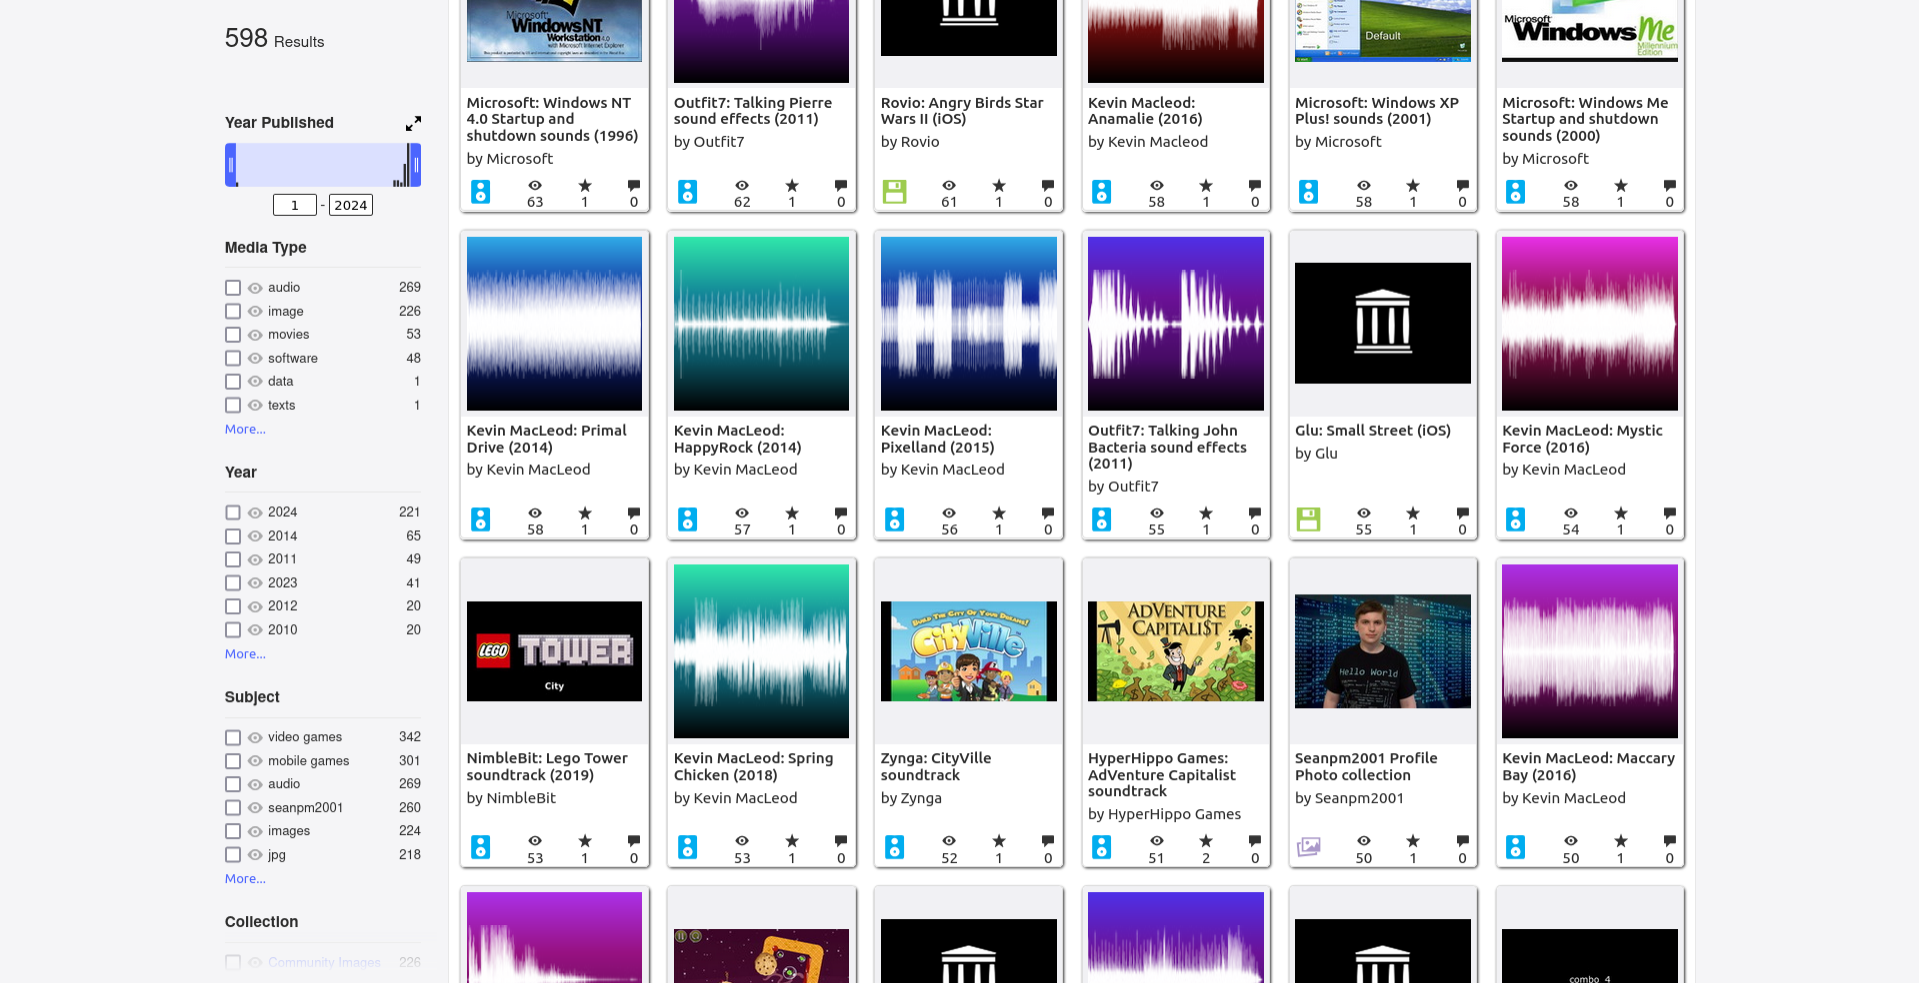 598 Results
Year Published
1 - 2024
Media Type
audio 269
image 226
movies 53
software 48
data 1
texts 1
More...
Year
2024 221
2014 65
2011 49
2023 41
2012 20
2010 20
More...
Subject
video games 342
mobile games 301
audio 269
seanpm2001 260
images 224
jpg 218
More...
Collection
Community Images 226
Microsoft
WindowsNT
Workstation 4.0
with Microsoft Internet Explorer
Microsoft: Windows NT
4.0 Startup and
shutdown sounds (1996)
by Microsoft
63 1 0
Outfit7: Talking Pierre
sound effects (2011)
by Outfit7
62 1 0
Rovio: Angry Birds Star
Wars II (iOS)
by Rovio
61 1 0
Kevin Macleod:
Anamalie (2016)
by Kevin Macleod
58 1 0
Default
Microsoft: Windows XP
Plus! sounds (2001)
by Microsoft
58 1 0
Microsoft
Windows Me
Millennium
Edition
Microsoft: Windows Me
Startup and shutdown
sounds (2000)
by Microsoft
58 1 0
Kevin MacLeod: Primal
Drive (2014)
by Kevin MacLeod
58 1 0
Kevin MacLeod:
HappyRock (2014)
by Kevin MacLeod
57 1 0
Kevin MacLeod:
Pixelland (2015)
by Kevin MacLeod
56 1 0
Outfit7: Talking John
Bacteria sound effects
(2011)
by Outfit7
55 1 0
Glu: Small Street (iOS)
by Glu
55 1 0
Kevin MacLeod: Mystic
Force (2016)
by Kevin MacLeod
54 1 0
LEGO TOWER
City
NimbleBit: Lego Tower
soundtrack (2019)
by NimbleBit
53 1 0
Kevin MacLeod: Spring
Chicken (2018)
by Kevin MacLeod
53 1 0
BUILD THE CITY OF YOUR DREAMS!
CityVille
Zynga: CityVille
soundtrack
by Zynga
52 1 0
ADVENTURE
CAPITALI$T
HyperHippo Games:
AdVenture Capitalist
soundtrack
by HyperHippo Games
51 2 0
Hello World
Seanpm2001 Profile
Photo collection
by Seanpm2001
50 1 0
Kevin MacLeod: Maccary
Bay (2016)
by Kevin MacLeod
50 1 0
combo 4